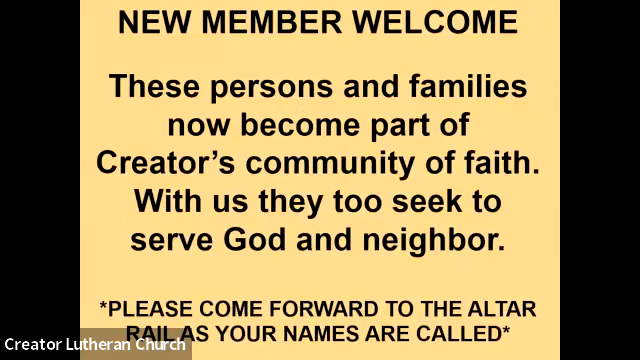 NEW MEMBER WELCOME
These persons and families
now become part of
Creator’s community of faith.
With us they too seek to
serve God and neighbor.
*PLEASE COME FORWARD TO THE ALTAR
RAIL AS YOUR NAMES ARE CALLED*
Creator Lutheran Church